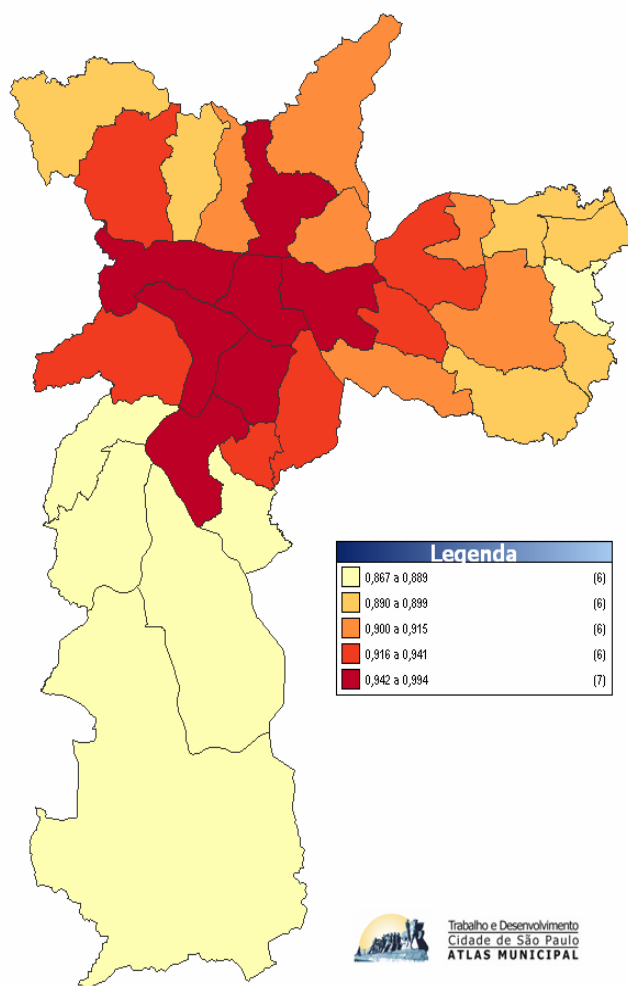 Legenda
0,867 a 0,889 (6)
0,890 a 0,899 (6)
0,900 a 0,915 (6)
0,916 a 0,941 (6)
0,942 a 0,994 (7)
Trabalho e Desenvolvimento
Cidade de São Paulo
ATLAS MUNICIPAL